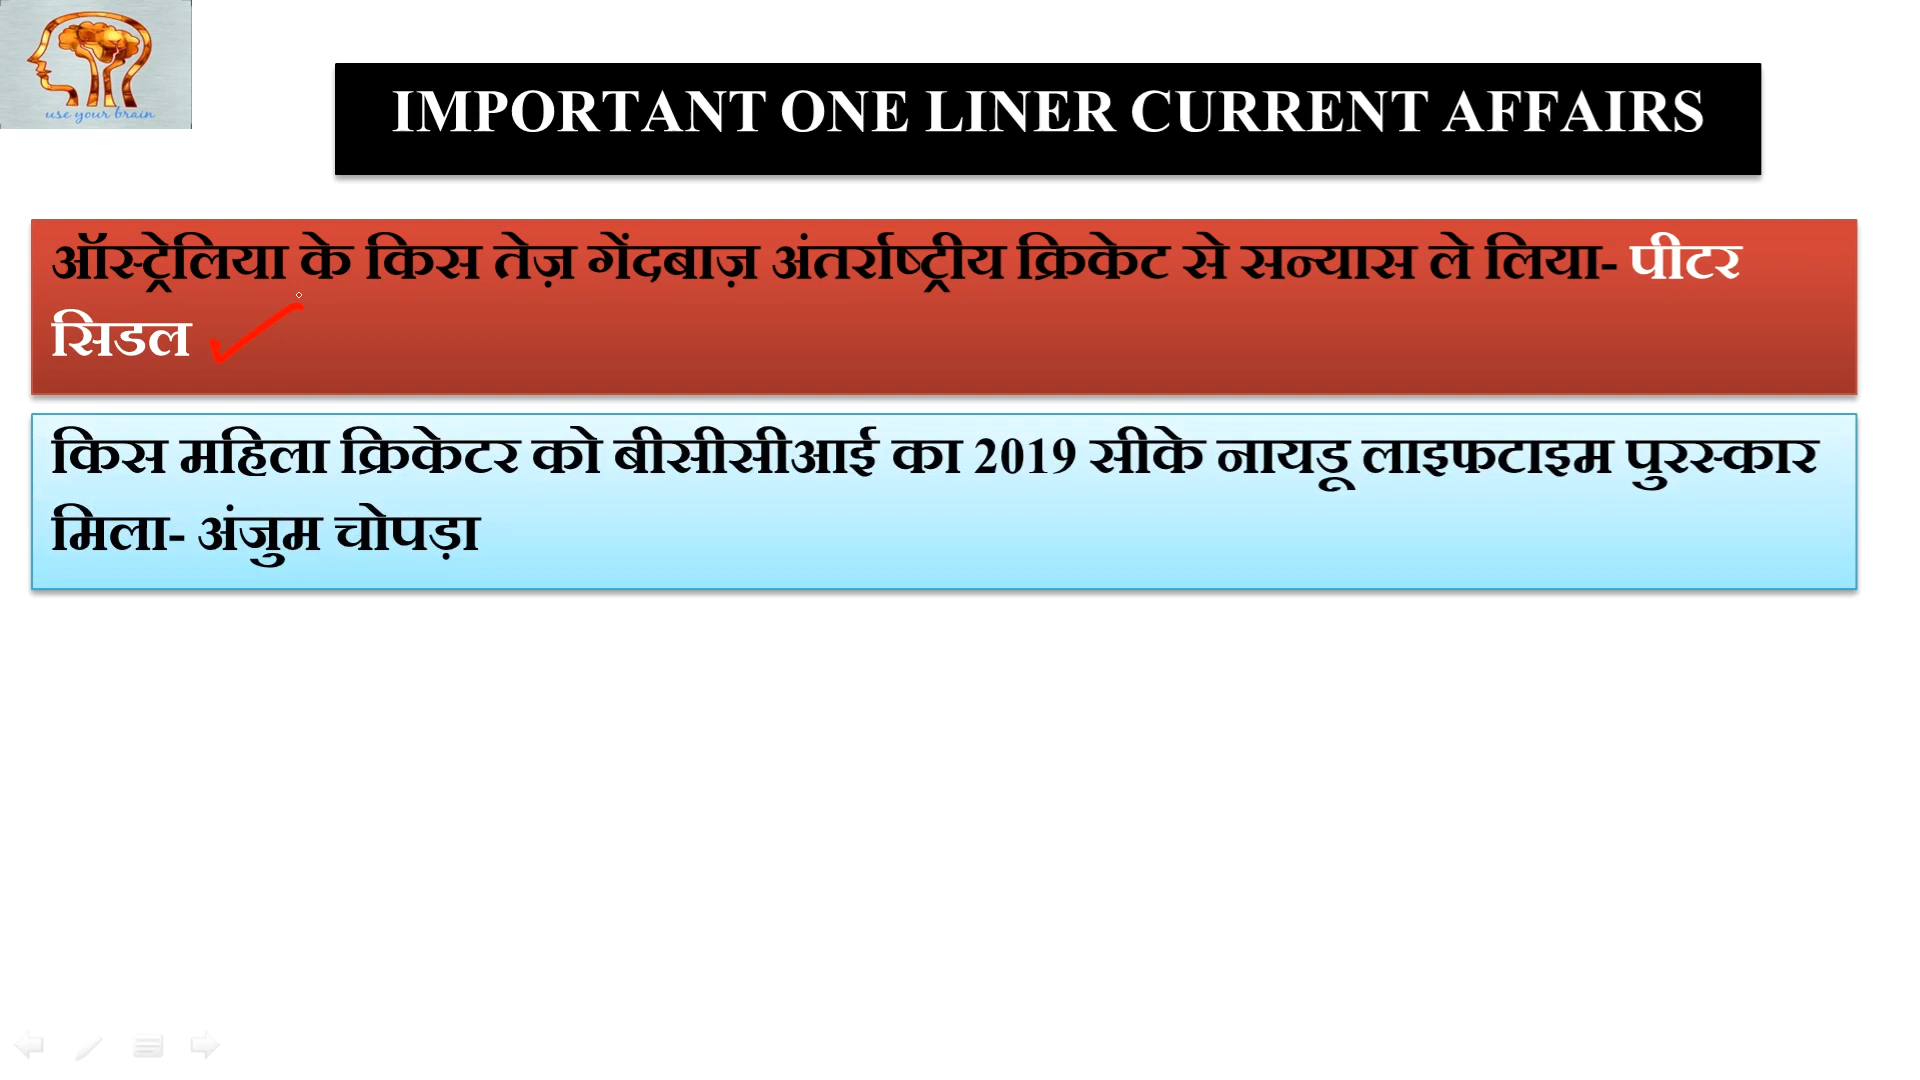 use your brain
IMPORTANT ONE LINER CURRENT AFFAIRS
ऑस्ट्रेलिया के किस तेज़ गेंदबाज़ अंतर्राष्ट्रीय क्रिकेट से सन्यास ले लिया- पीटर
सिडल
किस महिला क्रिकेटर को बीसीसीआई का 2019 सीके नायडू लाइफटाइम पुरस्कार
मिला- अंजुम चोपड़ा